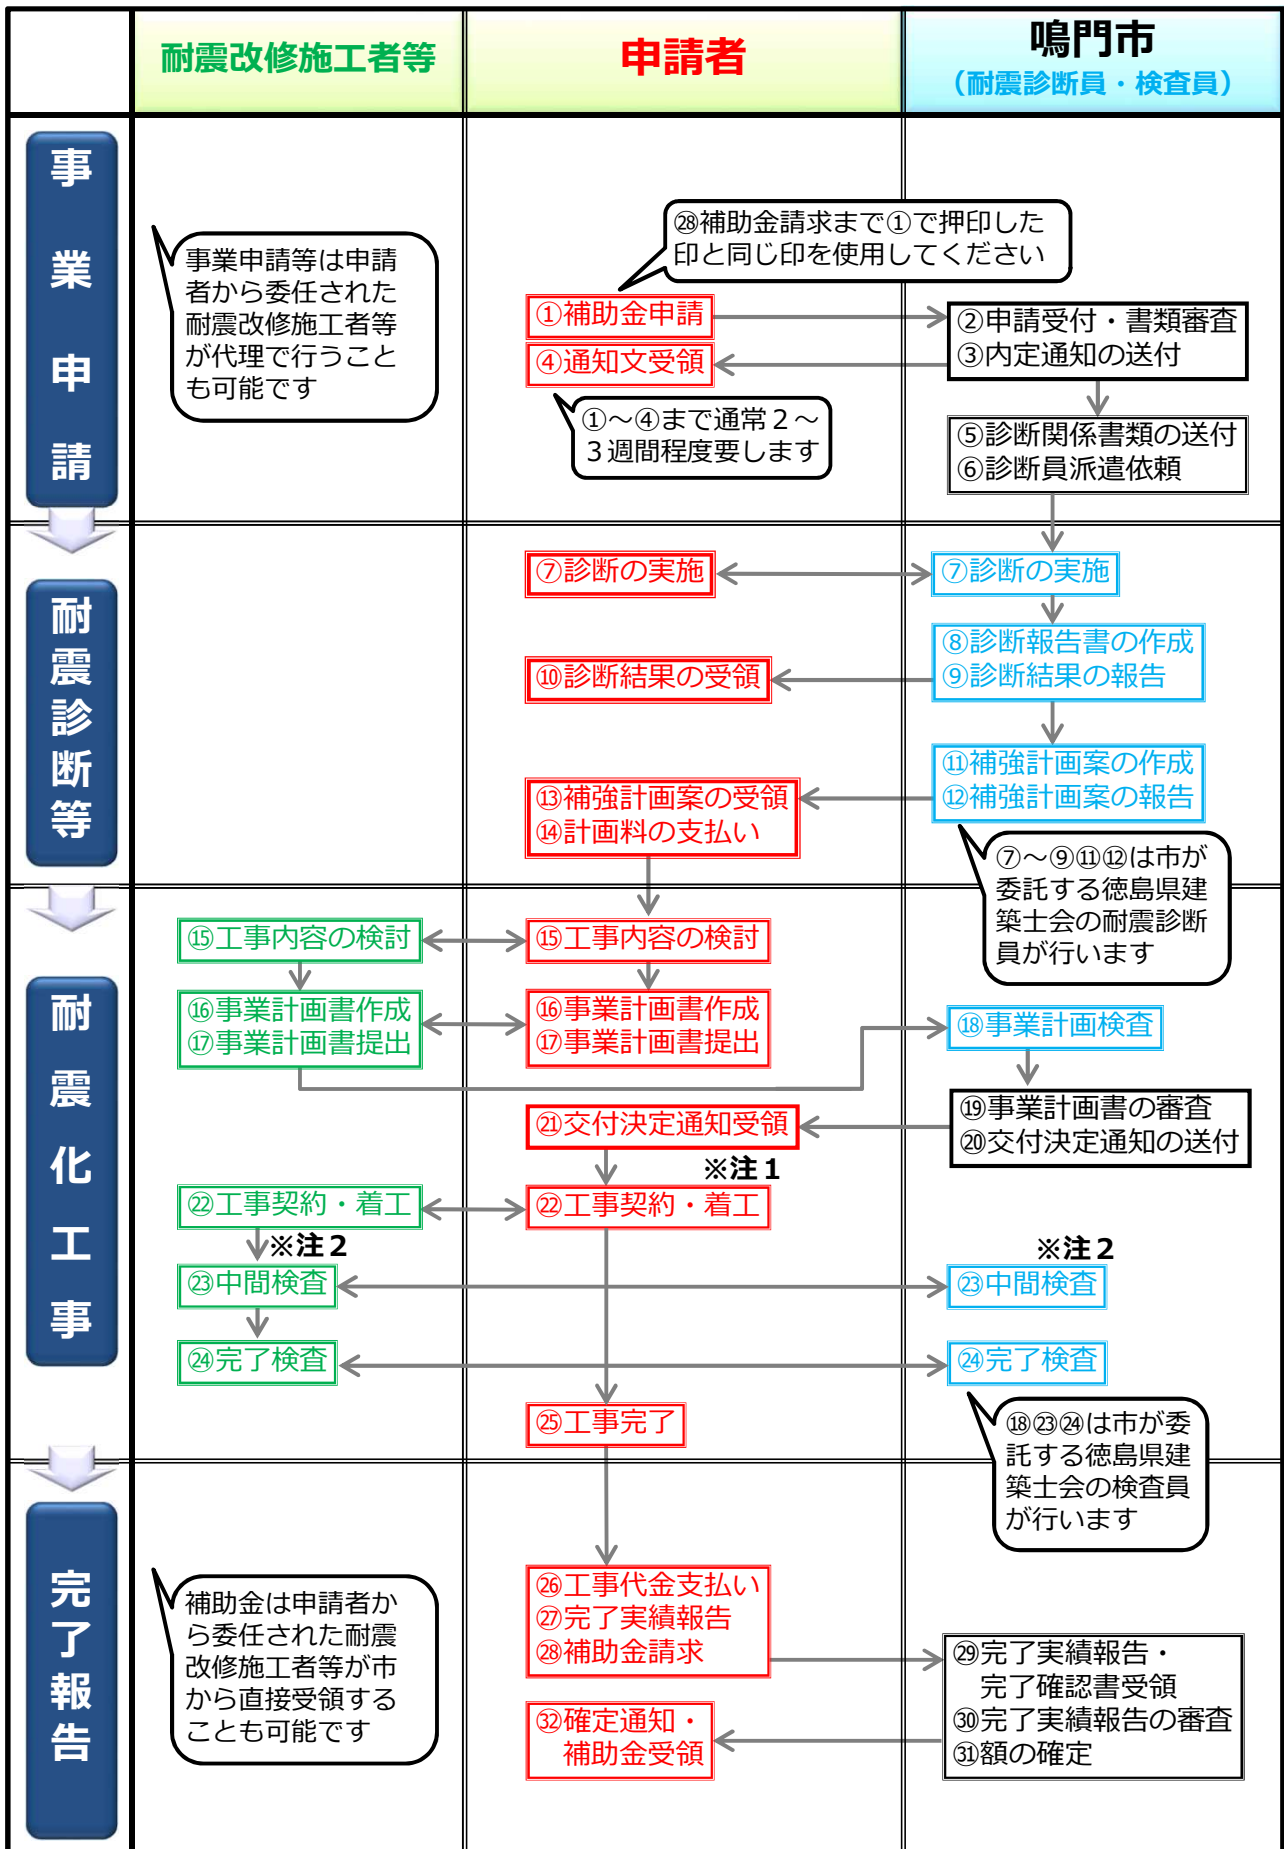 耐震改修施工者等
申請者
鳴門市
（耐震診断員・検査員）
事業申請
事業申請等は申請
者から委任された
耐震改修施工者等
が代理で行うこと
も可能です
㉘補助金請求まで①で押印した
印と同じ印を使用してください
①補助金申請
④通知文受領
①～④まで通常２～
３週間程度要します
②申請受付・書類審査
③内定通知の送付
⑤診断関係書類の送付
⑥診断員派遣依頼
耐震診断等
⑦診断の実施
⑦診断の実施
⑧診断報告書の作成
⑨診断結果の報告
⑩診断結果の受領
⑪補強計画案の作成
⑫補強計画案の報告
⑬補強計画案の受領
⑭計画料の支払い
⑦～⑨⑪⑫は市が
委託する徳島県建
築士会の耐震診断
員が行います
耐震化工事
⑮工事内容の検討
⑮工事内容の検討
⑯事業計画書作成
⑰事業計画書提出
⑯事業計画書作成
⑰事業計画書提出
⑱事業計画検査
⑲事業計画書の審査
⑳交付決定通知の送付
㉑交付決定通知受領
※注１
㉒工事契約・着工
㉒工事契約・着工
※注２
※注２
㉓中間検査
㉓中間検査
㉔完了検査
㉔完了検査
㉕工事完了
⑱㉓㉔は市が委
託する徳島県建
築士会の検査員
が行います
完了報告
補助金は申請者か
ら委任された耐震
改修施工者等が市
から直接受領する
ことも可能です
㉖工事代金支払い
㉗完了実績報告
㉘補助金請求
㉙完了実績報告・
完了確認書受領
㉚完了実績報告の審査
㉛額の確定
㉜確定通知・
補助金受領